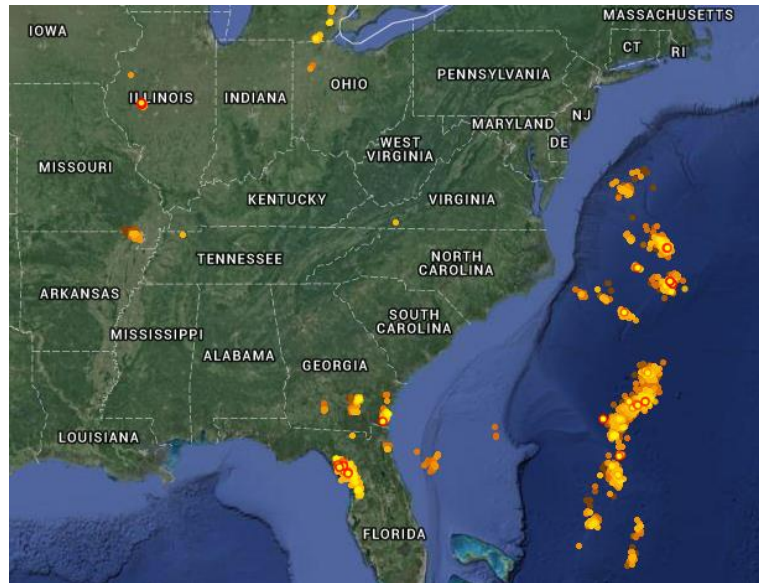 MASSACHUSETTS
IOWA
CT
RI
PENNSYLVANIA
OHIO
ILLINOIS
INDIANA
NJ
MARYLAND
DE
WEST
VIRGINIA
MISSOURI
KENTUCKY
VIRGINIA
TENNESSEE
NORTH
CAROLINA
ARKANSAS
SOUTH
CAROLINA
MISSISSIPPI
ALABAMA
GEORGIA
LOUISIANA
FLORIDA